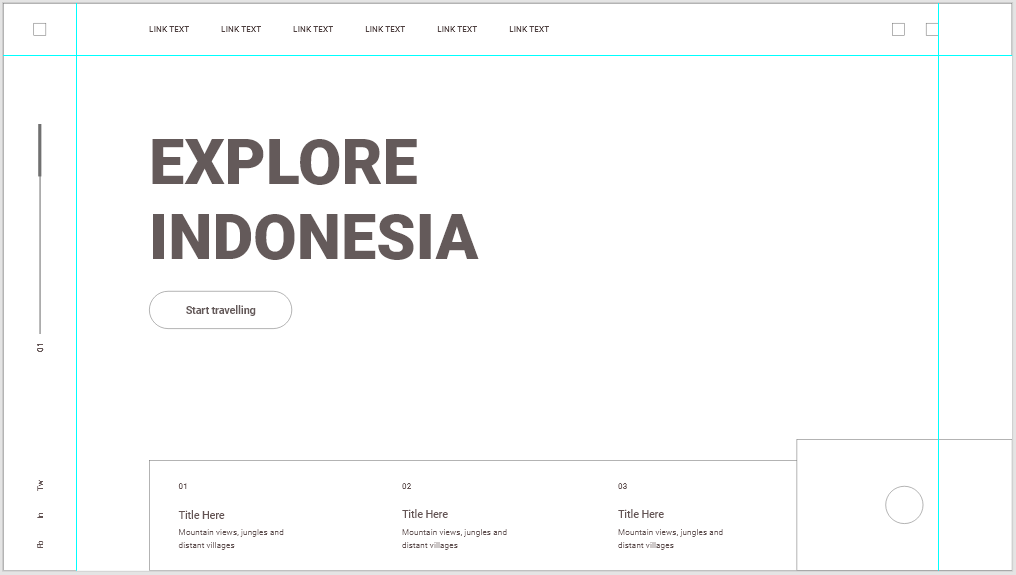 LINK TEXT LINK TEXT LINK TEXT LINK TEXT LINK TEXT LINK TEXT
EXPLORE
INDONESIA
Start travelling
01
Tw
In
Fb
01
Title Here
Mountain views, jungles and
distant villages
02
Title Here
Mountain views, jungles and
distant villages
03
Title Here
Mountain views, jungles and
distant villages